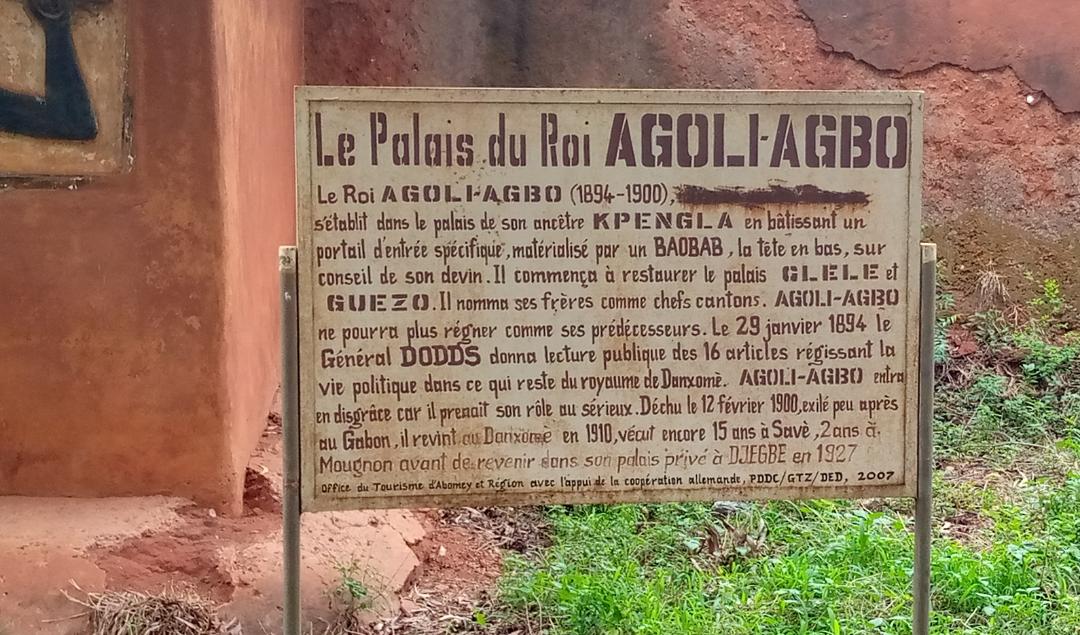 Le Palais du Roi AGOLI-AGBO
Le Roi AGOLI-AGBO (1894-1900),
s'établit dans le palais de son ancêtre KPENGLA en bâtissant un
portail d'entrée spécifique, matérialisé par un BAOBAB, la tête en bas, sur
conseil de son devin. Il commença à restaurer le palais GLELE et
GUEZO. Il nomma ses frères comme chefs cantons. AGOLI-AGBO
ne pourra plus régner comme ses prédécesseurs. Le 29 janvier 1894 le
Général DODDS donna lecture publique des 16 articles régissant la
vie politique dans ce qui reste du royaume de Danxomè. AGOLI-AGBO entra
en disgrâce car il prenait son rôle au sérieux. Déchu le 12 février 1900, exilé peu après
au Gabon, il revint au Danxomè en 1910, vécut encore 15 ans à Savè, 2 ans à
Mougnon avant de revenir dans son palais privé à DJEGBE en 1927
Office du Tourisme d'Abomey et Région avec l'appui de la coopération allemande, PDDC/GTZ/DED, 2007